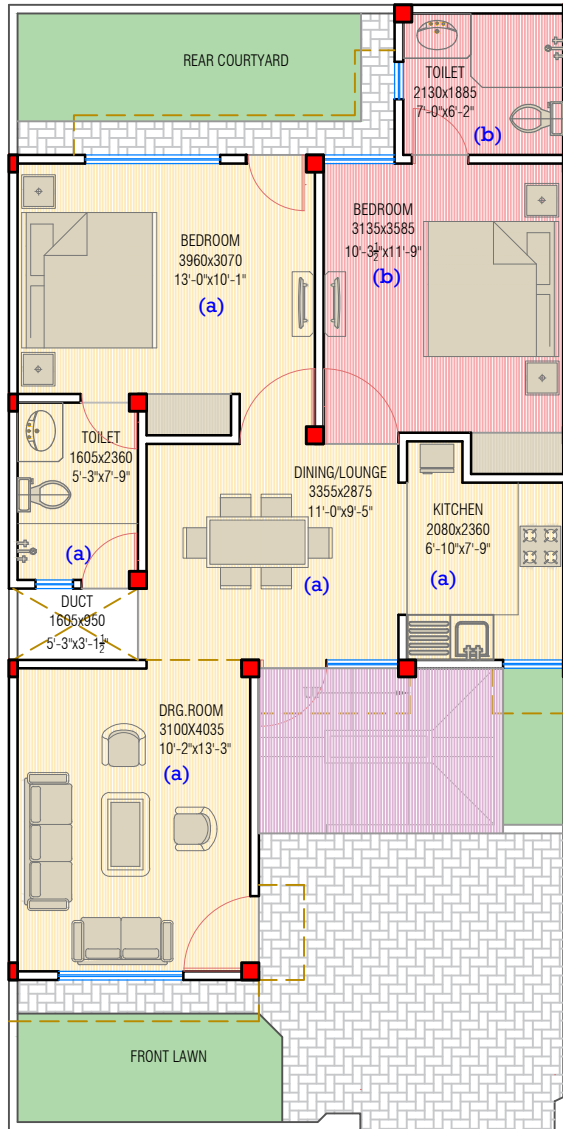 REAR COURTYARD
TOILET
2130x1885
7'-0"x6'-2"
(b)
BEDROOM
3960x3070
13'-0"x10'-1"
(a)
BEDROOM
3135x3585
10'-3½"x11'-9"
(b)
TOILET
1605x2360
5'-3"x7'-9"
(a)
DINING/LOUNGE
3355x2875
11'-0"x9'-5"
(a)
KITCHEN
2080x2360
6'-10"x7'-9"
(a)
DUCT
1605x950
5'-3"x3'-1½"
DRG.ROOM
3100X4035
10'-2"x13'-3"
(a)
FRONT LAWN